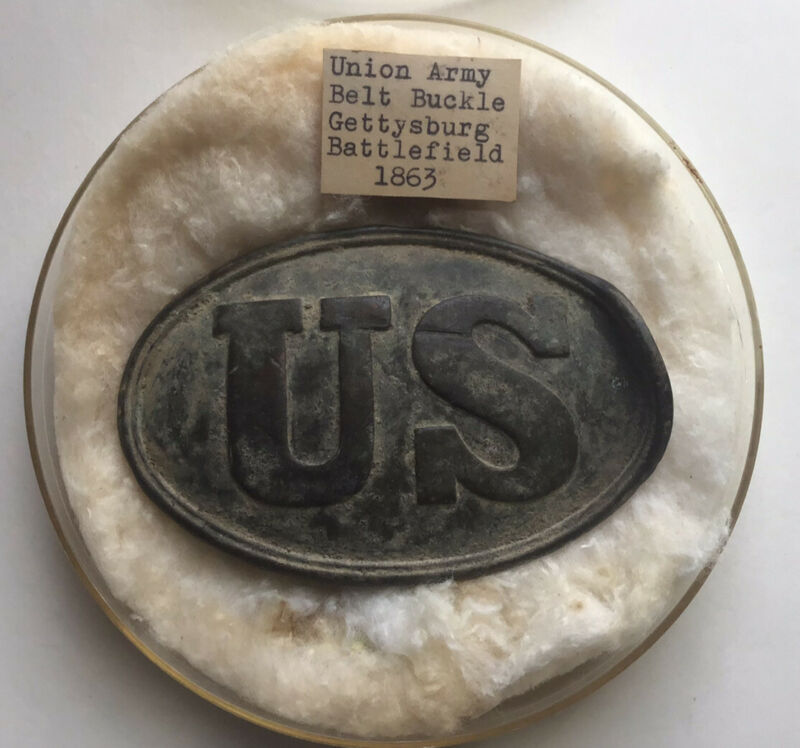 Union Army
Belt Buckle
Gettysburg
Battlefield
1863
US